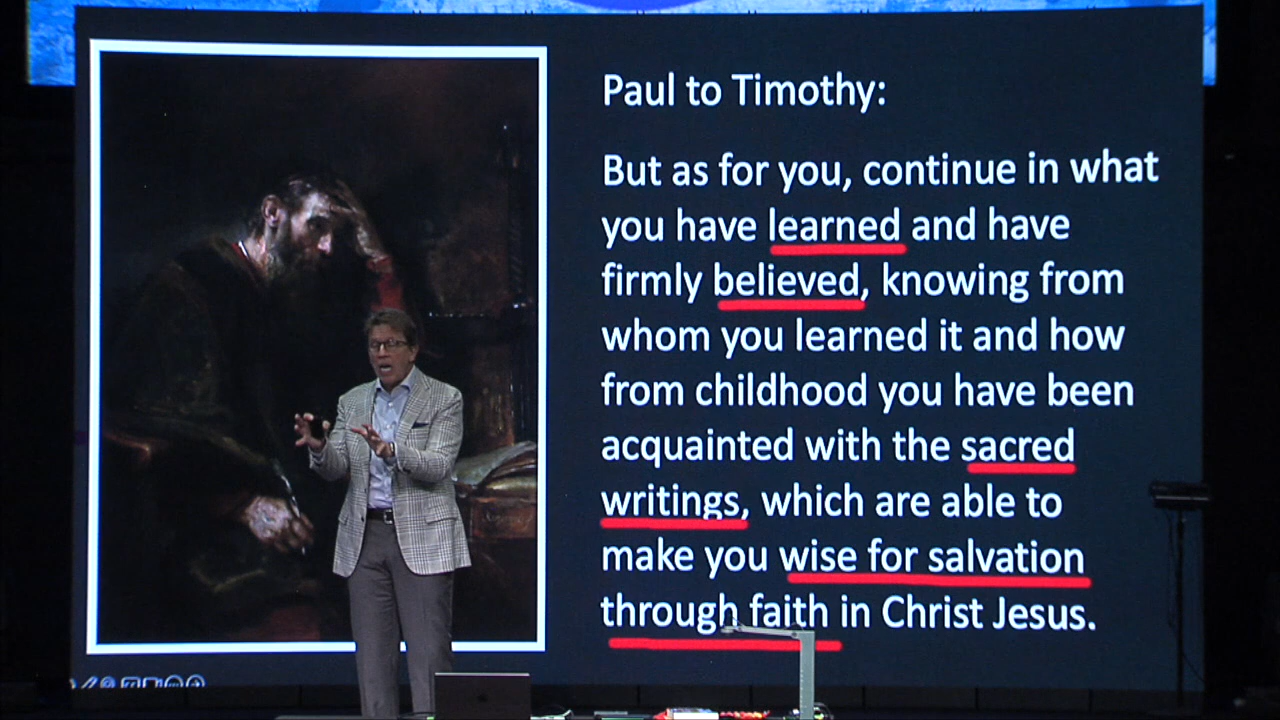 Paul to Timothy:
But as for you, continue in what
you have learned and have
firmly believed, knowing from
whom you learned it and how
from childhood you have been
acquainted with the sacred
writings, which are able to
make you wise for salvation
through faith in Christ Jesus.